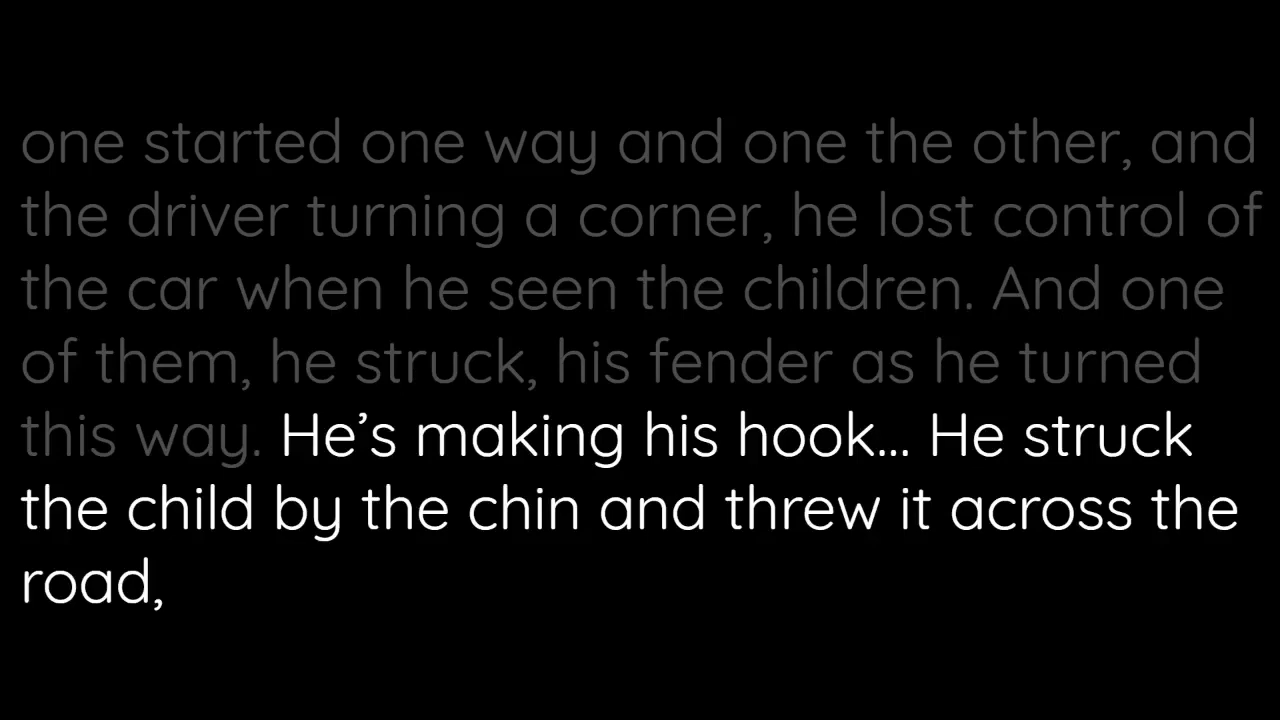 one started one way and one the other, and
the driver turning a corner, he lost control of
the car when he seen the children. And one
of them, he struck, his fender as he turned
this way. He’s making his hook... He struck
the child by the chin and threw it across the
road,